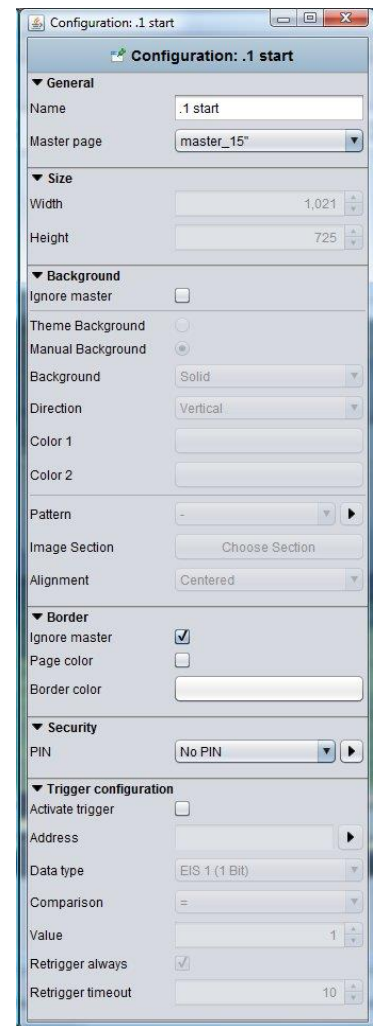 Configuration: .1 start
Configuration: .1 start
General
Name .1 start
Master page master_15"
Size
Width 1,021
Height 725
Background
Ignore master
Theme Background
Manual Background
Background Solid
Direction Vertical
Color 1
Color 2
Pattern -
Image Section Choose Section
Alignment Centered
Border
Ignore master
Page color
Border color
Security
PIN No PIN
Trigger configuration
Activate trigger
Address
Data type EIS 1 (1 Bit)
Comparison =
Value 1
Retrigger always
Retrigger timeout 10